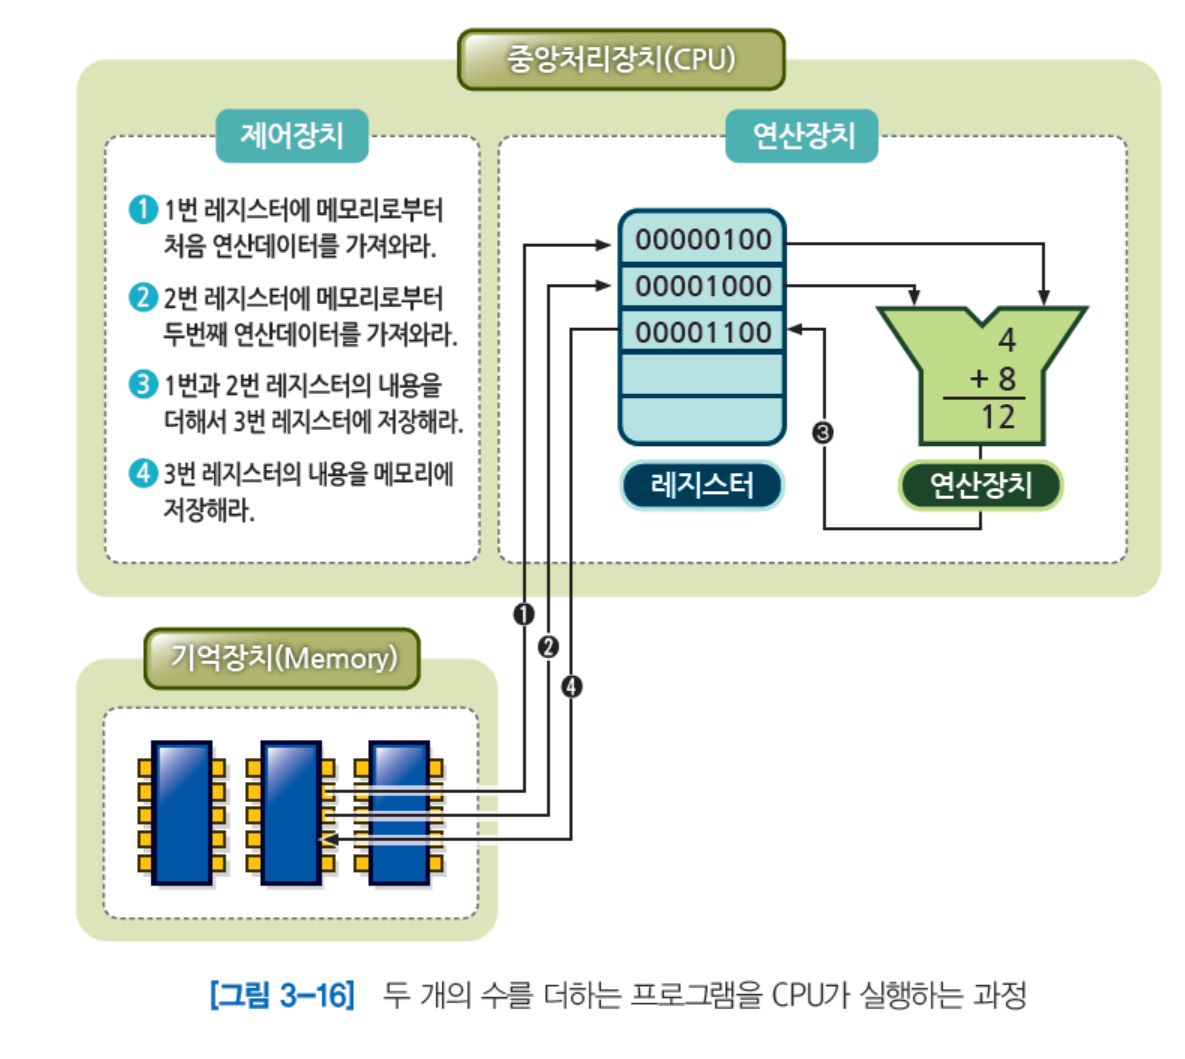 중앙처리장치(CPU)
제어장치
❶ 1번 레지스터에 메모리로부터
처음 연산데이터를 가져와라.
❷ 2번 레지스터에 메모리로부터
두번째 연산데이터를 가져와라.
❸ 1번과 2번 레지스터의 내용을
더해서 3번 레지스터에 저장해라.
❹ 3번 레지스터의 내용을 메모리에
저장해라.
연산장치
00000100
00001000
00001100
레지스터
4
+ 8
12
연산장치
❸
❶
❷
❹
기억장치(Memory)
[그림 3-16] 두 개의 수를 더하는 프로그램을 CPU가 실행하는 과정